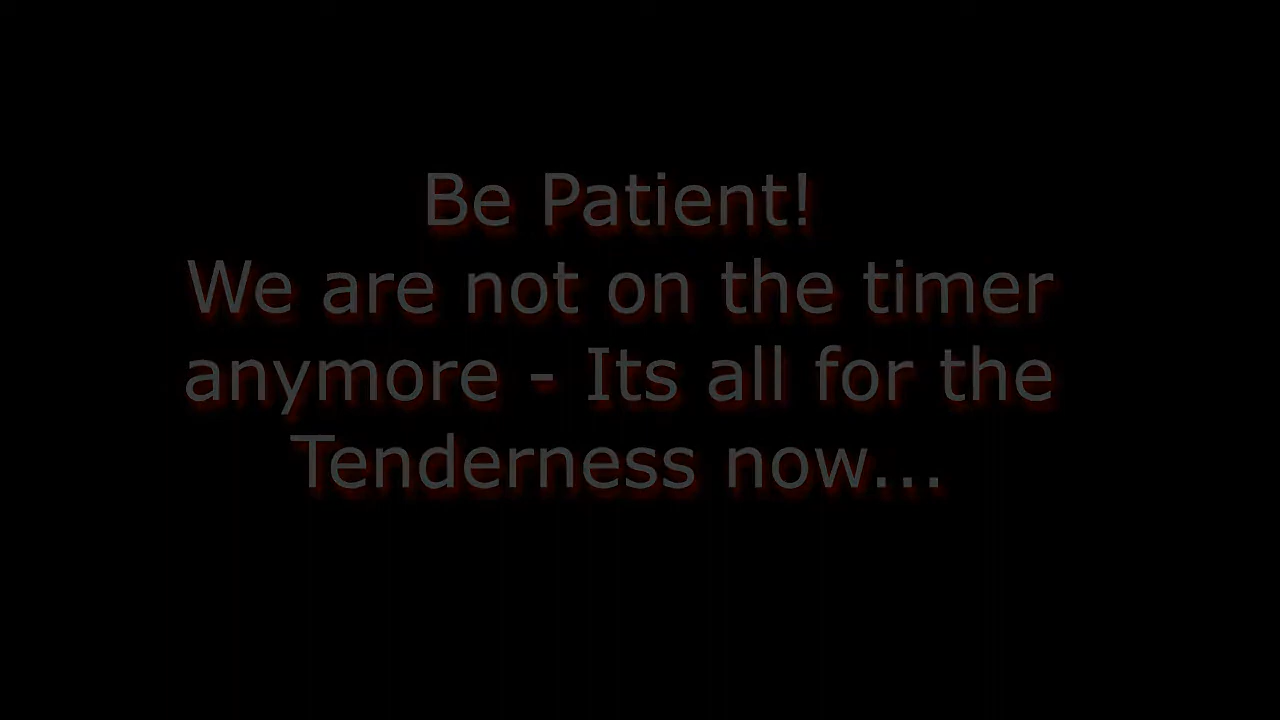 Be Patient!
We are not on the timer
anymore - Its all for the
Tenderness now...